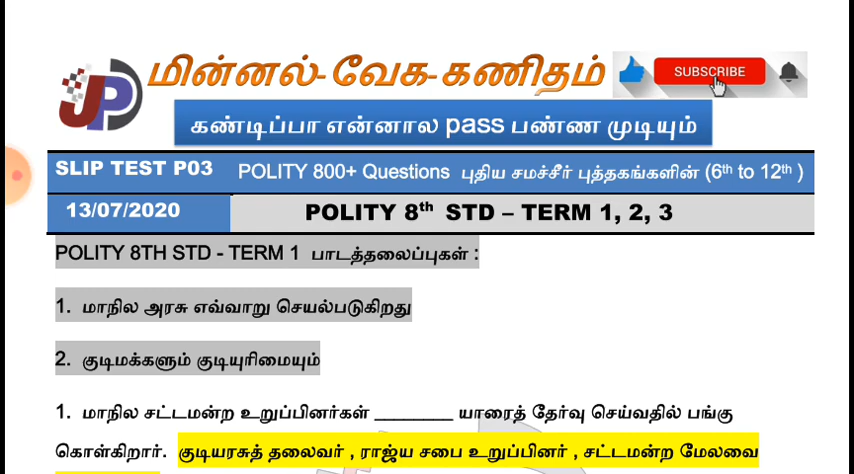 JP
மின்னல்-வேக-கணிதம்
SUBSCRIBE
கண்டிப்பா என்னால pass பண்ண முடியும்
SLIP TEST P03
POLITY 800+ Questions புதிய சமச்சீர் புத்தகங்களின் (6th to 12th )
13/07/2020
POLITY 8th STD – TERM 1, 2, 3
POLITY 8TH STD - TERM 1 பாடத்தலைப்புகள் :
1. மாநில அரசு எவ்வாறு செயல்படுகிறது
2. குடிமக்களும் குடியுரிமையும்
1. மாநில சட்டமன்ற உறுப்பினர்கள் ________ யாரைத் தேர்வு செய்வதில் பங்கு
கொள்கிறார். குடியரசுத் தலைவர் , ராஜ்ய சபை உறுப்பினர் , சட்டமன்ற மேலவை